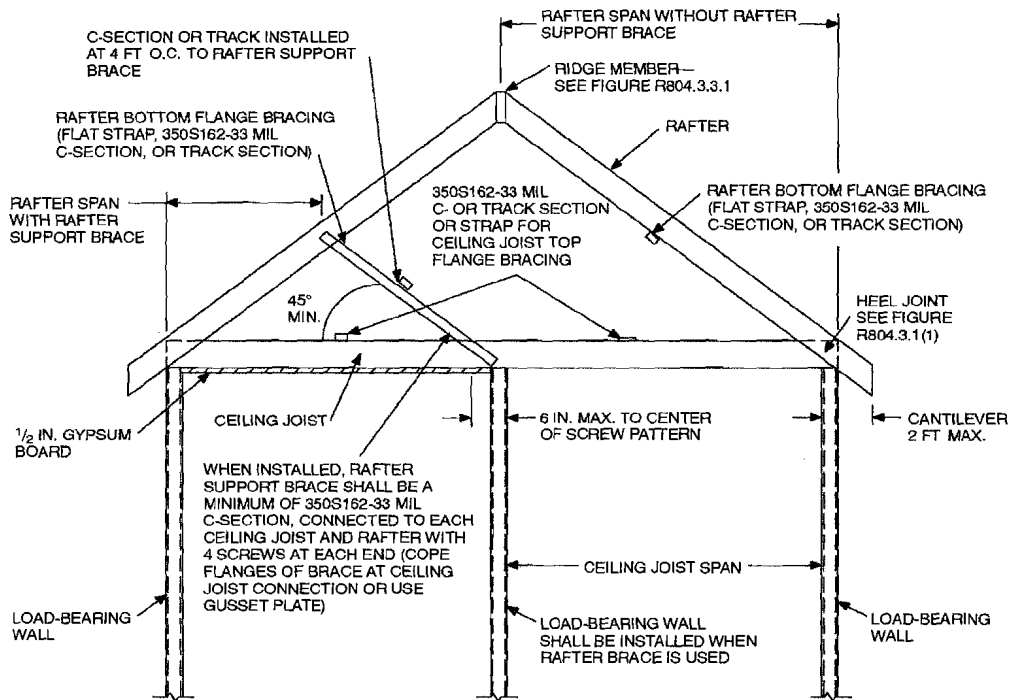 RAFTER SPAN WITHOUT RAFTER
SUPPORT BRACE
C-SECTION OR TRACK INSTALLED
AT 4 FT O.C. TO RAFTER SUPPORT
BRACE
RIDGE MEMBER—
SEE FIGURE R804.3.3.1
RAFTER BOTTOM FLANGE BRACING
(FLAT STRAP, 350S162-33 MIL
C-SECTION, OR TRACK SECTION)
RAFTER
RAFTER SPAN
WITH RAFTER
SUPPORT BRACE
350S162-33 MIL
C- OR TRACK SECTION
OR STRAP FOR
CEILING JOIST TOP
FLANGE BRACING
RAFTER BOTTOM FLANGE BRACING
(FLAT STRAP, 350S162-33 MIL
C-SECTION, OR TRACK SECTION)
45°
MIN.
HEEL JOINT
SEE FIGURE
R804.3.1(1)
1/2 IN. GYPSUM
BOARD
CEILING JOIST
6 IN. MAX. TO CENTER
OF SCREW PATTERN
CANTILEVER
2 FT MAX.
WHEN INSTALLED, RAFTER
SUPPORT BRACE SHALL BE A
MINIMUM OF 350S162-33 MIL
C-SECTION, CONNECTED TO EACH
CEILING JOIST AND RAFTER WITH
4 SCREWS AT EACH END (COPE
FLANGES OF BRACE AT CEILING
JOIST CONNECTION OR USE
GUSSET PLATE)
CEILING JOIST SPAN
LOAD-BEARING
WALL
LOAD-BEARING WALL
SHALL BE INSTALLED WHEN
RAFTER BRACE IS USED
LOAD-BEARING
WALL